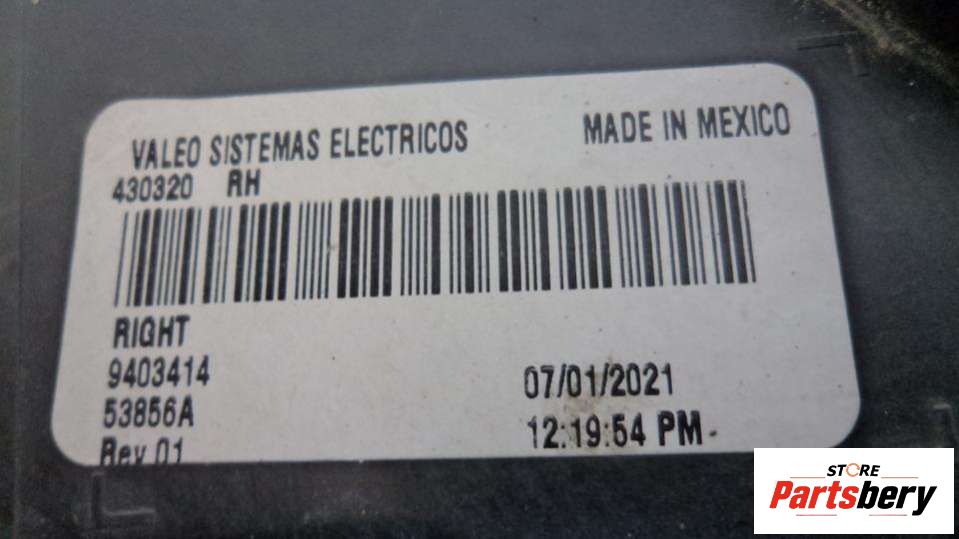 VALEO SISTEMAS ELECTRICOS MADE IN MEXICO
430320 RH
RIGHT
9403414
53856A
07/01/2021
Rev 01
12:19:54 PM
STORE
Partsbery